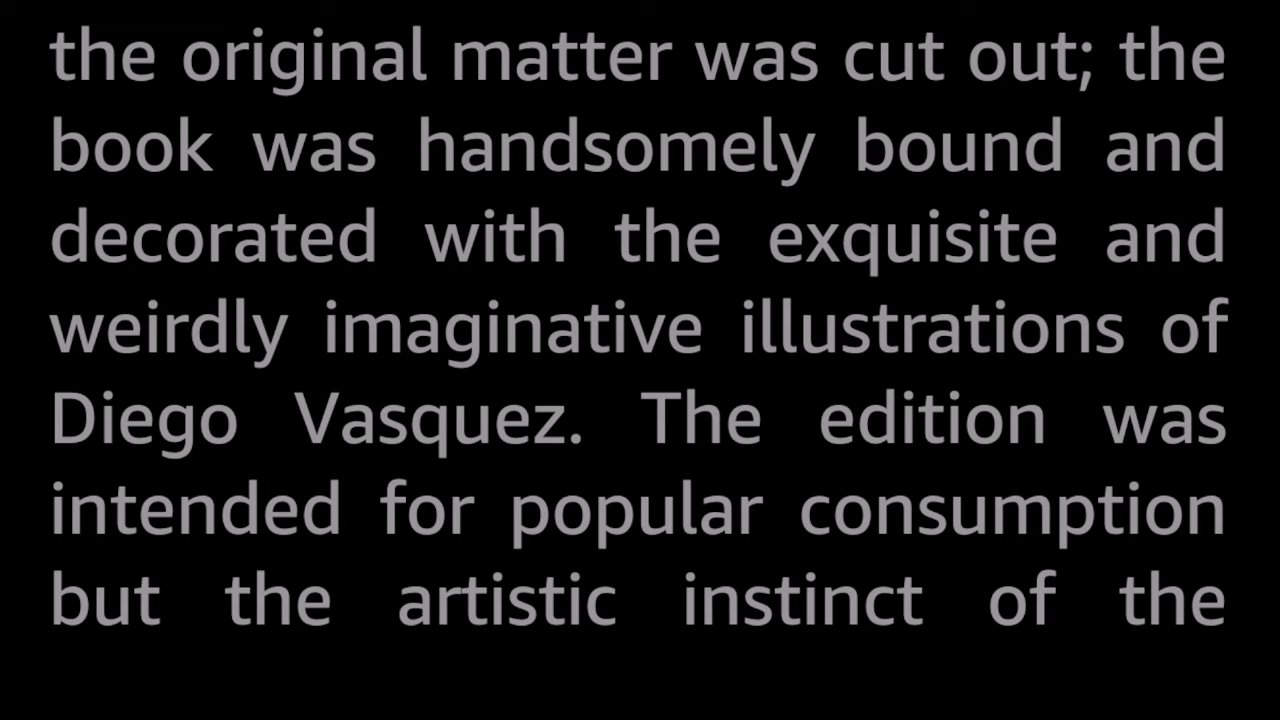 the original matter was cut out; the
book was handsomely bound and
decorated with the exquisite and
weirdly imaginative illustrations of
Diego Vasquez. The edition was
intended for popular consumption
but the artistic instinct of the